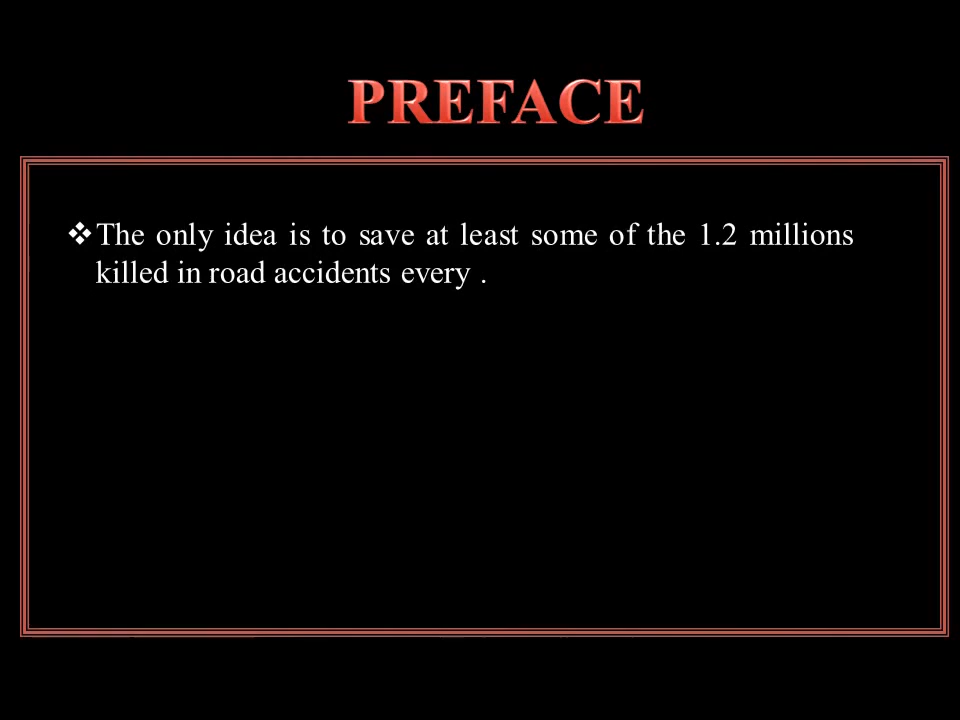 PREFACE
❖The only idea is to save at least some of the 1.2 millions
killed in road accidents every .